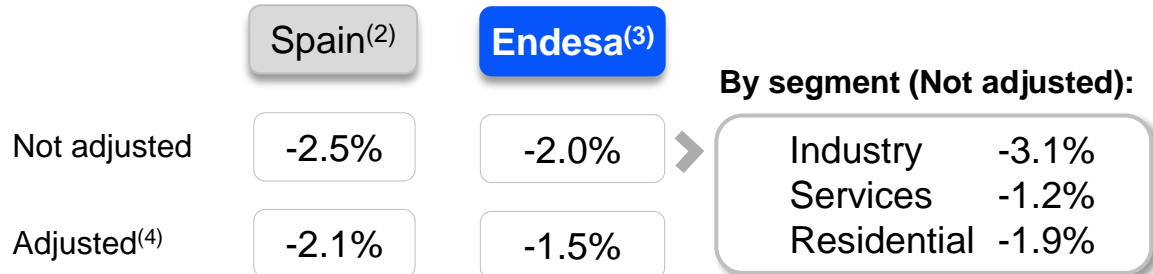 Spain(2) Endesa(3)
By segment (Not adjusted):
Not adjusted -2.5% -2.0%
Industry -3.1%
Services -1.2%
Residential -1.9%
Adjusted(4) -2.1% -1.5%